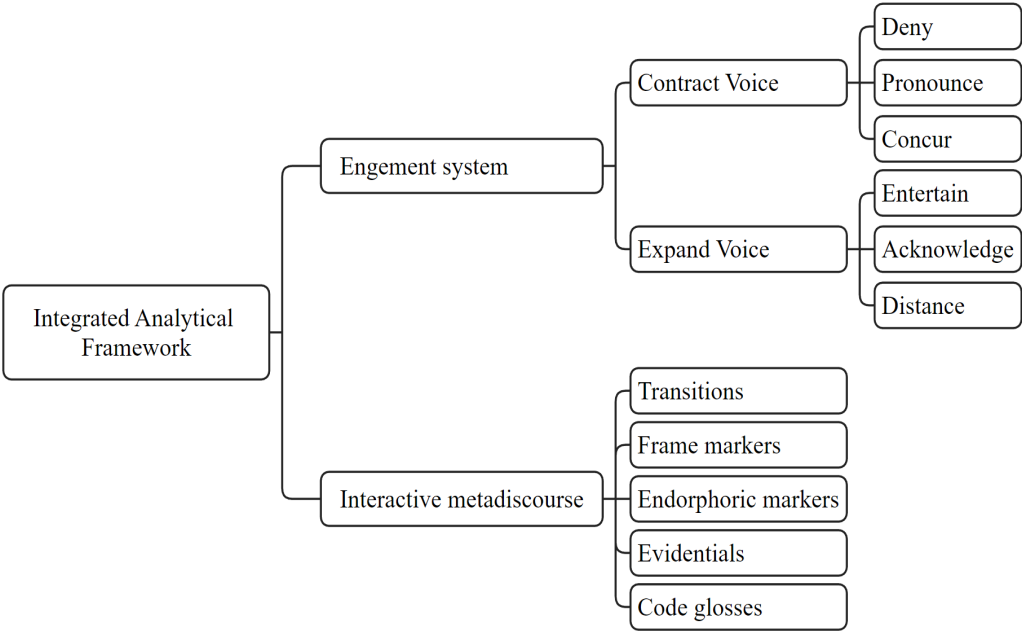 Integrated Analytical
Framework
Engement system
Contract Voice
Deny
Pronounce
Concur
Expand Voice
Entertain
Acknowledge
Distance
Interactive metadiscourse
Transitions
Frame markers
Endorphoric markers
Evidentials
Code glosses